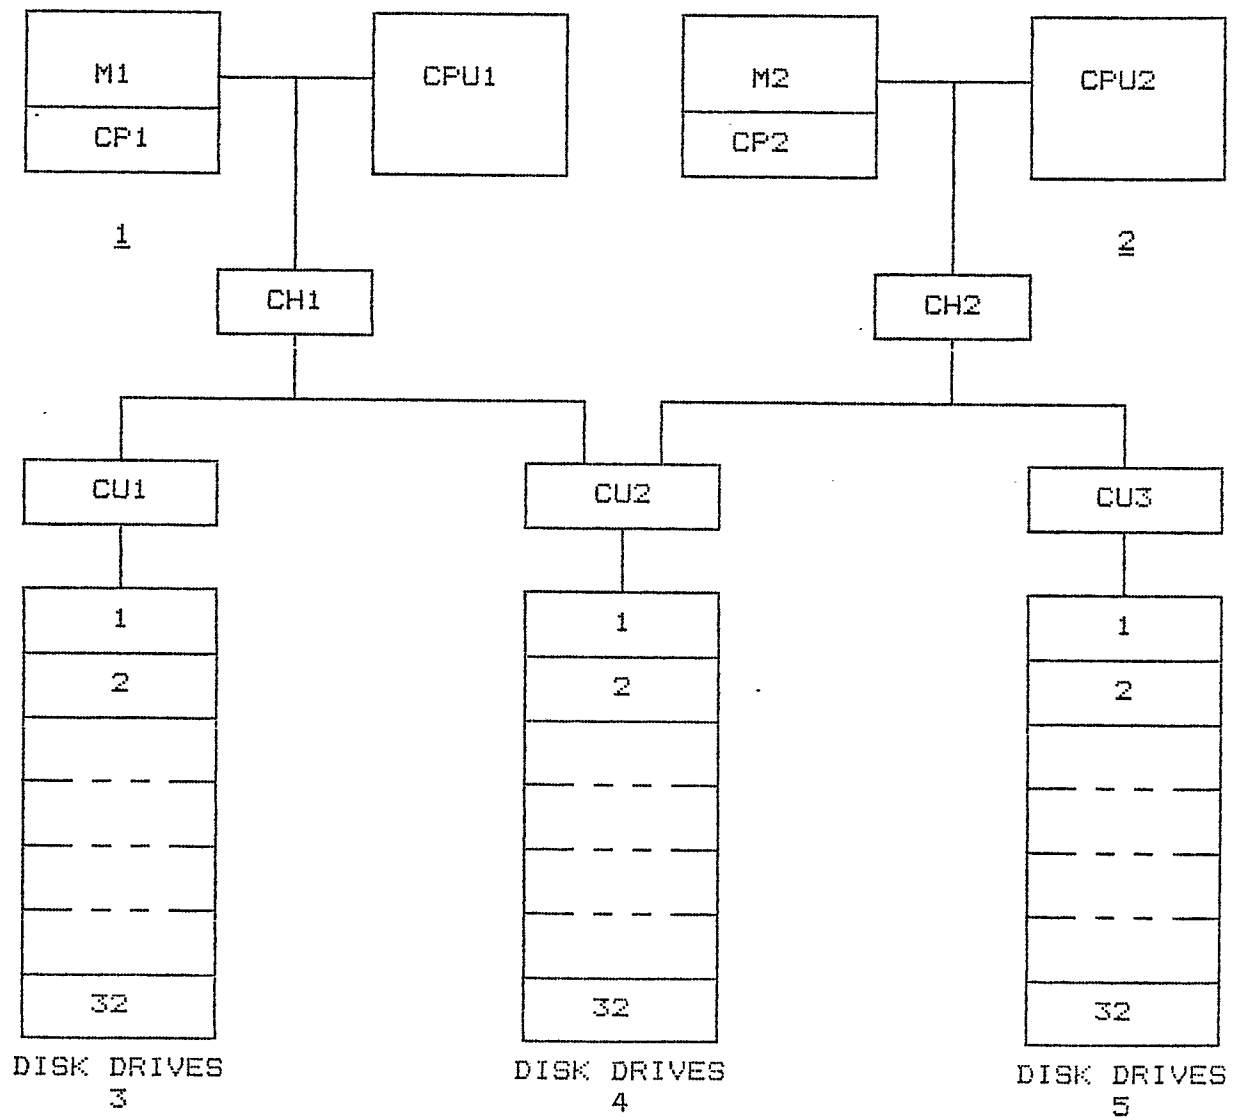 M1
CP1
CPU1
M2
CP2
CPU2
1
2
CH1
CH2
CU1
CU2
CU3
1
2
32
DISK DRIVES
3
1
2
32
DISK DRIVES
4
1
2
32
DISK DRIVES
5